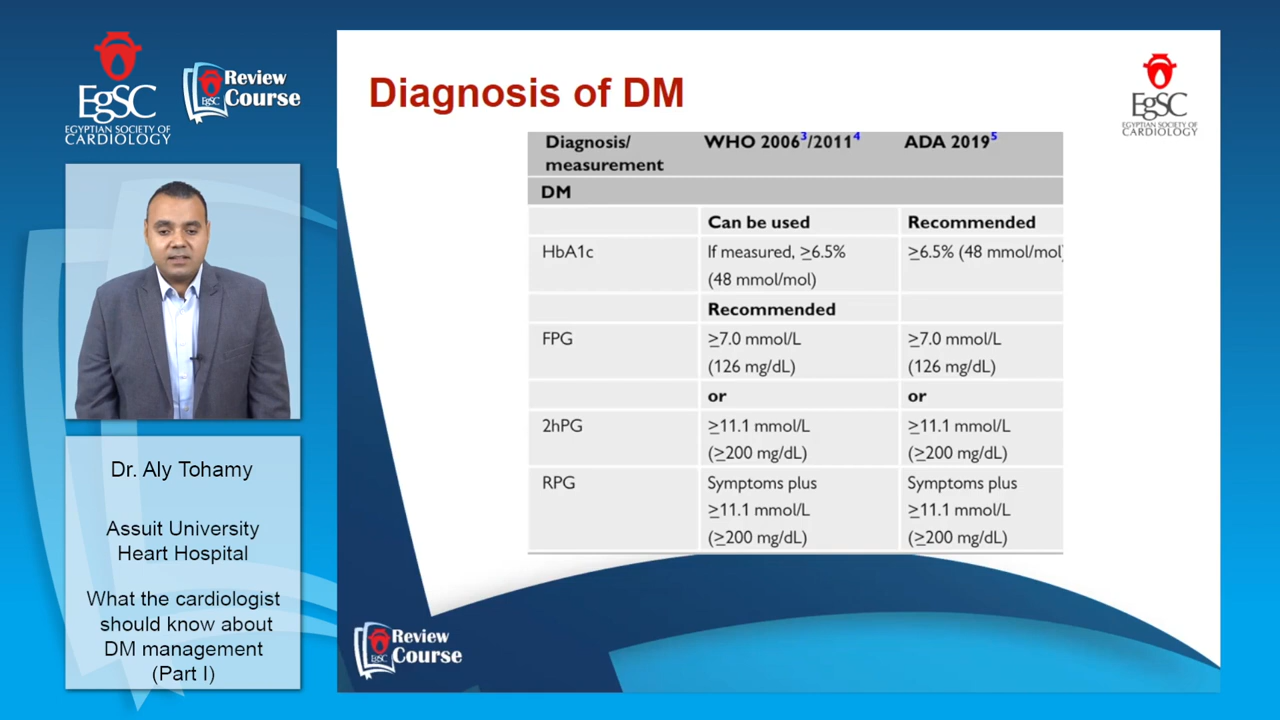 EgSC
EGYPTIAN SOCIETY OF
CARDIOLOGY
Review
Course
EgSC
Dr. Aly Tohamy
Assuit University
Heart Hospital
What the cardiologist
should know about
DM management
(Part I)
Diagnosis of DM
EgSC
EGYPTIAN SOCIETY OF
CARDIOLOGY
Diagnosis/
measurement
WHO 2006³/2011⁴
ADA 2019⁵
DM
Can be used
Recommended
HbA1c
If measured, ≥6.5%
(48 mmol/mol)
≥6.5% (48 mmol/mol)
Recommended
FPG
≥7.0 mmol/L
(126 mg/dL)
≥7.0 mmol/L
(126 mg/dL)
or
or
2hPG
≥11.1 mmol/L
(≥200 mg/dL)
≥11.1 mmol/L
(≥200 mg/dL)
RPG
Symptoms plus
≥11.1 mmol/L
(≥200 mg/dL)
Symptoms plus
≥11.1 mmol/L
(≥200 mg/dL)
Review
Course
EgSC